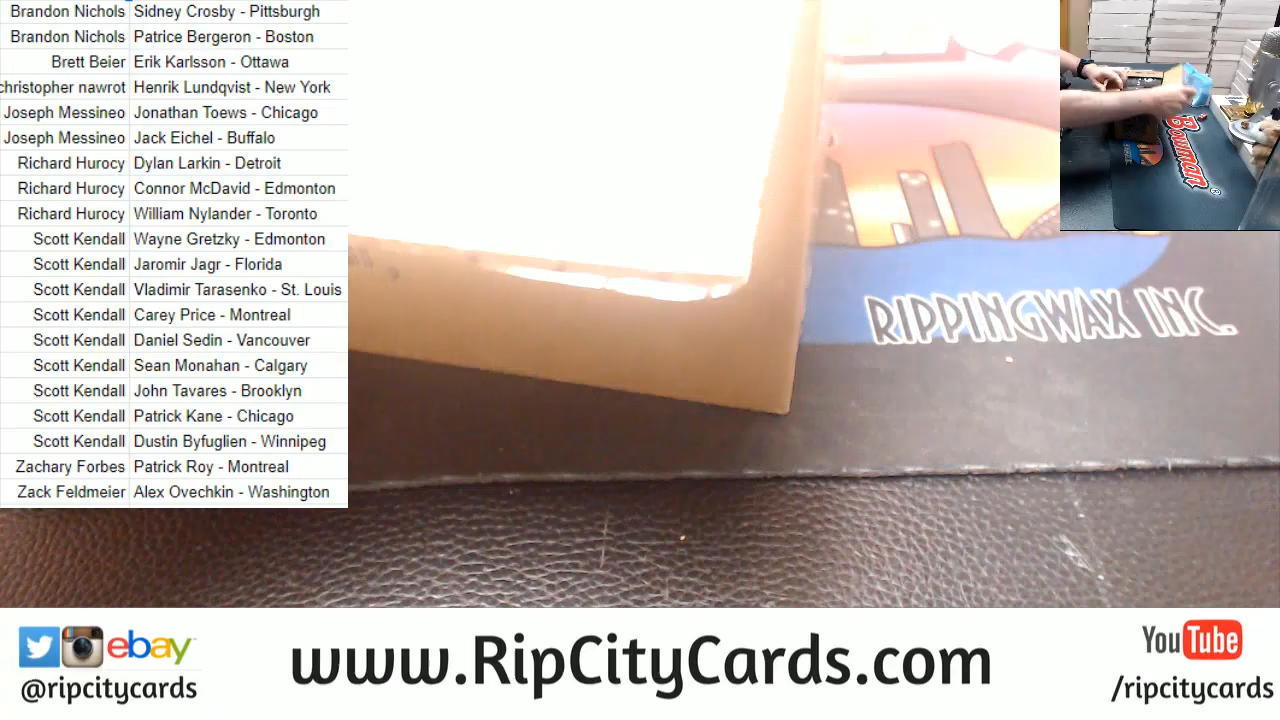 Brandon Nichols Sidney Crosby - Pittsburgh
Brandon Nichols Patrice Bergeron - Boston
Brett Beier Erik Karlsson - Ottawa
christopher nawrot Henrik Lundqvist - New York
Joseph Messineo Jonathan Toews - Chicago
Joseph Messineo Jack Eichel - Buffalo
Richard Hurocy Dylan Larkin - Detroit
Richard Hurocy Connor McDavid - Edmonton
Richard Hurocy William Nylander - Toronto
Scott Kendall Wayne Gretzky - Edmonton
Scott Kendall Jaromir Jagr - Florida
Scott Kendall Vladimir Tarasenko - St. Louis
Scott Kendall Carey Price - Montreal
Scott Kendall Daniel Sedin - Vancouver
Scott Kendall Sean Monahan - Calgary
Scott Kendall John Tavares - Brooklyn
Scott Kendall Patrick Kane - Chicago
Scott Kendall Dustin Byfuglien - Winnipeg
Zachary Forbes Patrick Roy - Montreal
Zack Feldmeier Alex Ovechkin - Washington
BOWMAN ®
RIPPINGWAX INC.
ebay
@ripcitycards
www.RipCityCards.com
YouTube
/ripcitycards